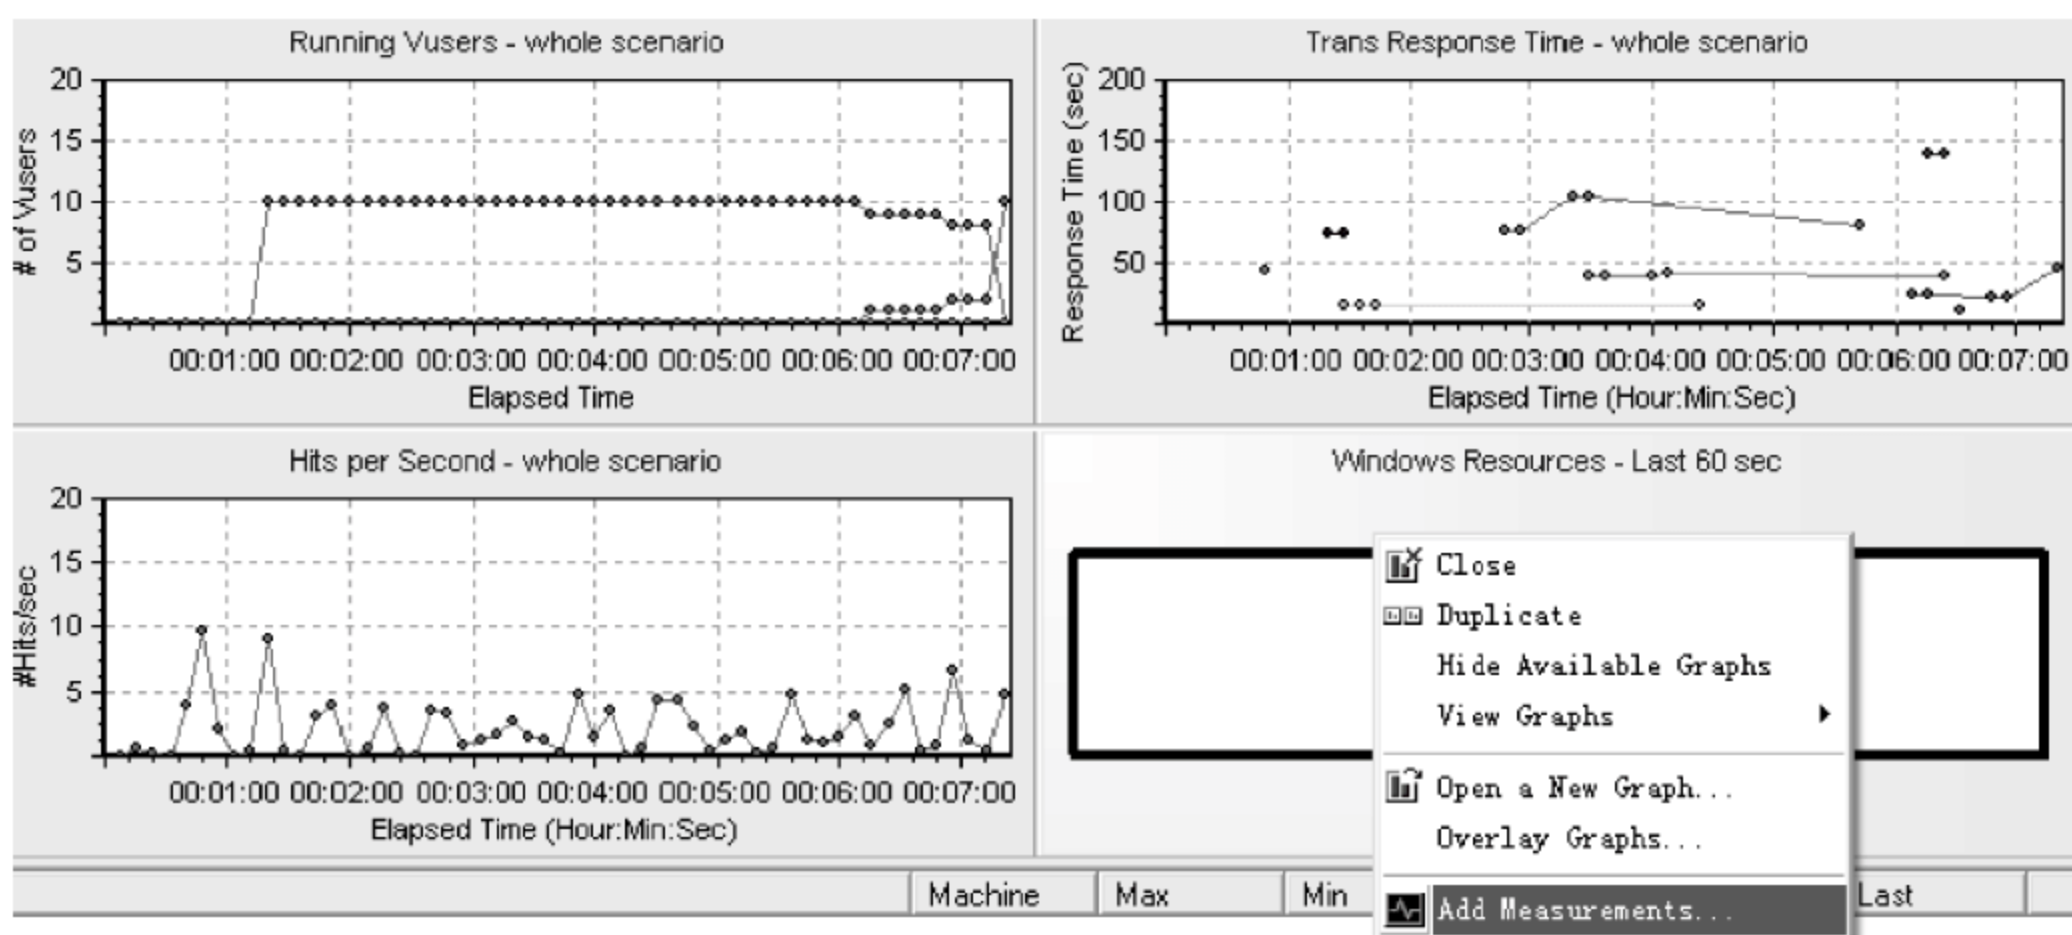 Running Vusers - whole scenario
# of Vusers
20
15
10
5
00:01:00 00:02:00 00:03:00 00:04:00 00:05:00 00:06:00 00:07:00
Elapsed Time
Trans Response Time - whole scenario
Response Time (sec)
200
150
100
50
00:01:00 00:02:00 00:03:00 00:04:00 00:05:00 00:06:00 00:07:00
Elapsed Time (Hour:Min:Sec)
Hits per Second - whole scenario
#Hits/sec
20
15
10
5
00:01:00 00:02:00 00:03:00 00:04:00 00:05:00 00:06:00 00:07:00
Elapsed Time (Hour:Min:Sec)
Windows Resources - Last 60 sec
Close
Duplicate
Hide Available Graphs
View Graphs
Open a New Graph...
Overlay Graphs...
Add Measurements...
Machine Max Min Last